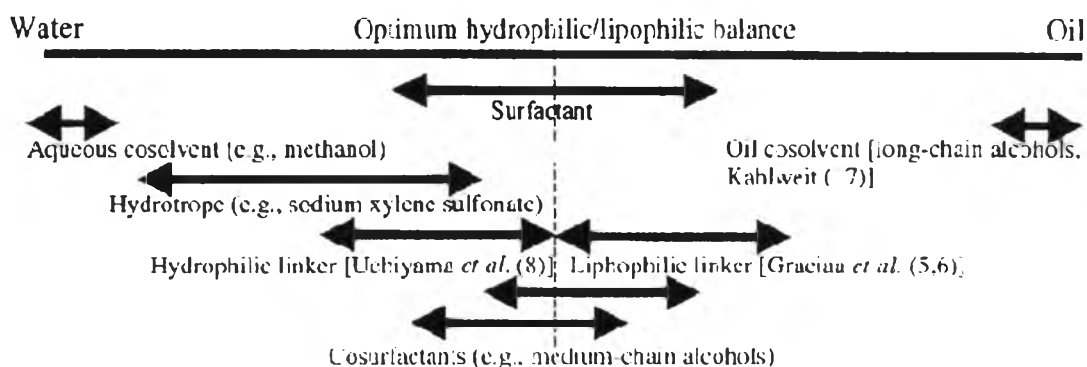 Water Optimum hydrophilic/lipophilic balance Oil
Surfactant
Aqueous cosolvent (e.g., methanol)
Oil cosolvent [long-chain alcohols,
Kahlweit ( 7)]
Hydrotrope (e.g., sodium xylene sulfonate)
Hydrophilic linker [Uchiyama et al. (8)] Liphophilic linker [Graciaa et al. (5,6)]
Cosurfactants (e.g., medium-chain alcohols)